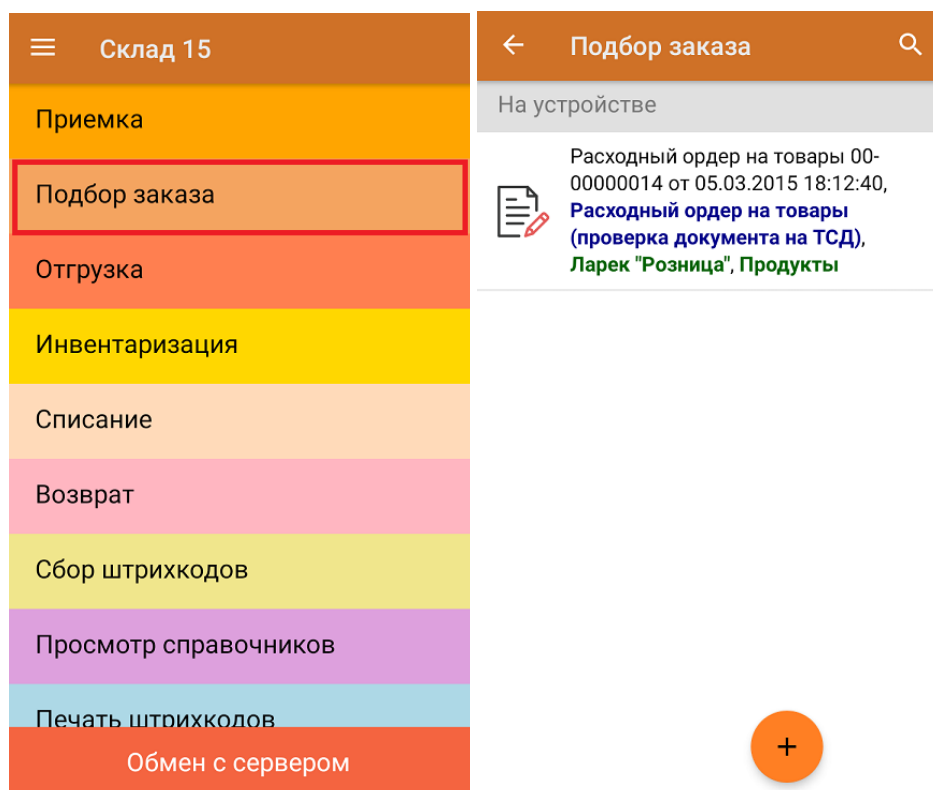 Склад 15
Приемка
Подбор заказа
Отгрузка
Инвентаризация
Списание
Возврат
Сбор штрихкодов
Просмотр справочников
Печать штрихкодов
Обмен с сервером
Подбор заказа
На устройстве
Расходный ордер на товары 00-
00000014 от 05.03.2015 18:12:40,
Расходный ордер на товары
(проверка документа на ТСД),
Ларек "Розница", Продукты
+